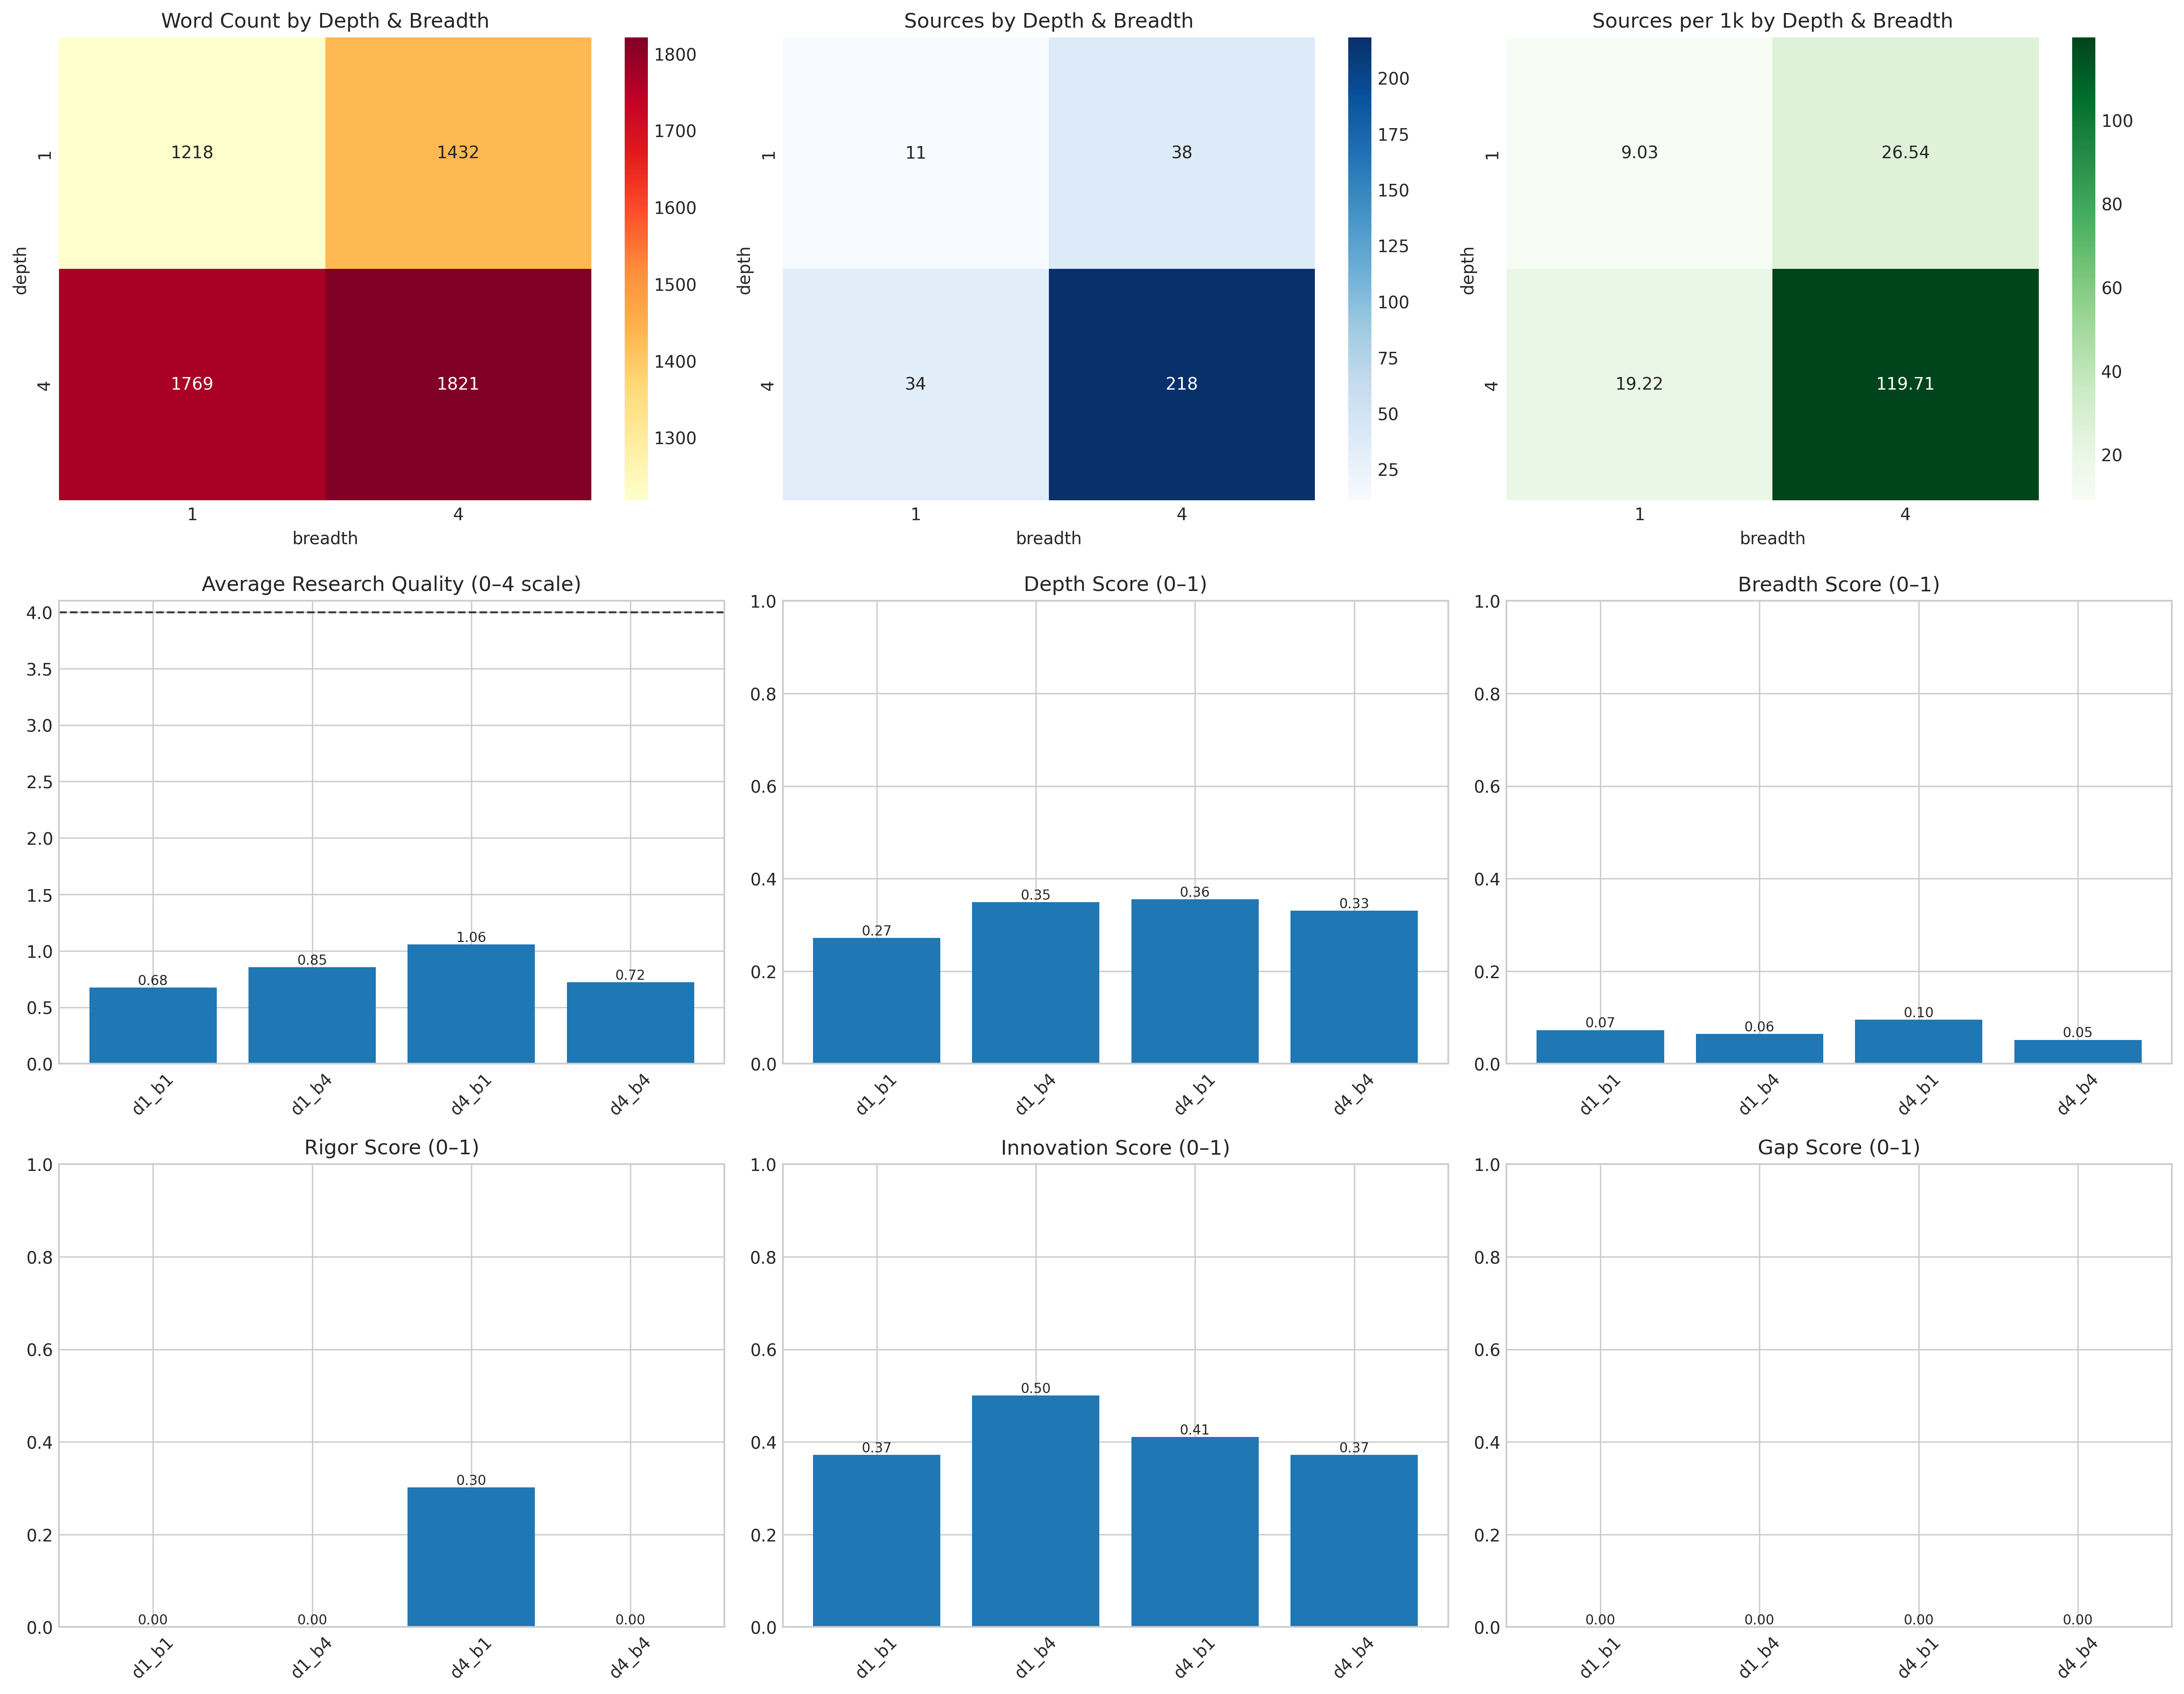 Word Count by Depth & Breadth
1218 1432
1769 1821
1
4
depth
1 4
breadth
1800
1700
1600
1500
1400
1300
Sources by Depth & Breadth
11 38
34 218
1
4
depth
1 4
breadth
200
175
150
125
100
75
50
25
Sources per 1k by Depth & Breadth
9.03 26.54
19.22 119.71
1
4
depth
1 4
breadth
100
80
60
40
20
Average Research Quality (0–4 scale)
4.0
3.5
3.0
2.5
2.0
1.5
1.0
0.5
0.0
0.68 0.85 1.06 0.72
d1_b1 d1_b4 d4_b1 d4_b4
Depth Score (0–1)
1.0
0.8
0.6
0.4
0.2
0.0
0.27 0.35 0.36 0.33
d1_b1 d1_b4 d4_b1 d4_b4
Breadth Score (0–1)
1.0
0.8
0.6
0.4
0.2
0.0
0.07 0.06 0.10 0.05
d1_b1 d1_b4 d4_b1 d4_b4
Rigor Score (0–1)
1.0
0.8
0.6
0.4
0.2
0.0
0.00 0.00 0.30 0.00
d1_b1 d1_b4 d4_b1 d4_b4
Innovation Score (0–1)
1.0
0.8
0.6
0.4
0.2
0.0
0.37 0.50 0.41 0.37
d1_b1 d1_b4 d4_b1 d4_b4
Gap Score (0–1)
1.0
0.8
0.6
0.4
0.2
0.0
0.00 0.00 0.00 0.00
d1_b1 d1_b4 d4_b1 d4_b4